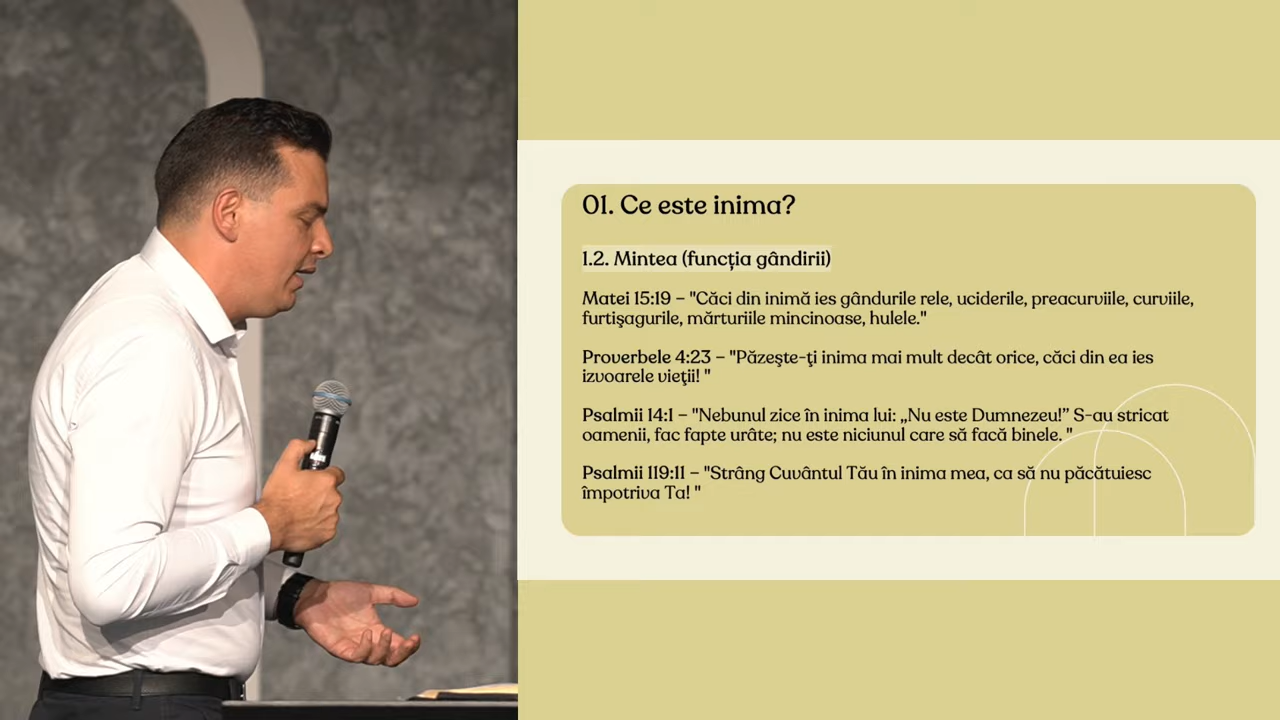 01. Ce este inima?
1.2. Mintea (funcția gândirii)
Matei 15:19 – "Căci din inimă ies gândurile rele, uciderile, preacurviile, curviile,
furtişagurile, mărturiile mincinoase, hulele."
Proverbele 4:23 – "Păzeşte-ţi inima mai mult decât orice, căci din ea ies
izvoarele vieţii! "
Psalmii 14:1 – "Nebunul zice în inima lui: „Nu este Dumnezeu!” S-au stricat
oamenii, fac fapte urâte; nu este niciunul care să facă binele. "
Psalmii 119:11 – "Strâng Cuvântul Tău în inima mea, ca să nu păcătuiesc
împotriva Ta! "